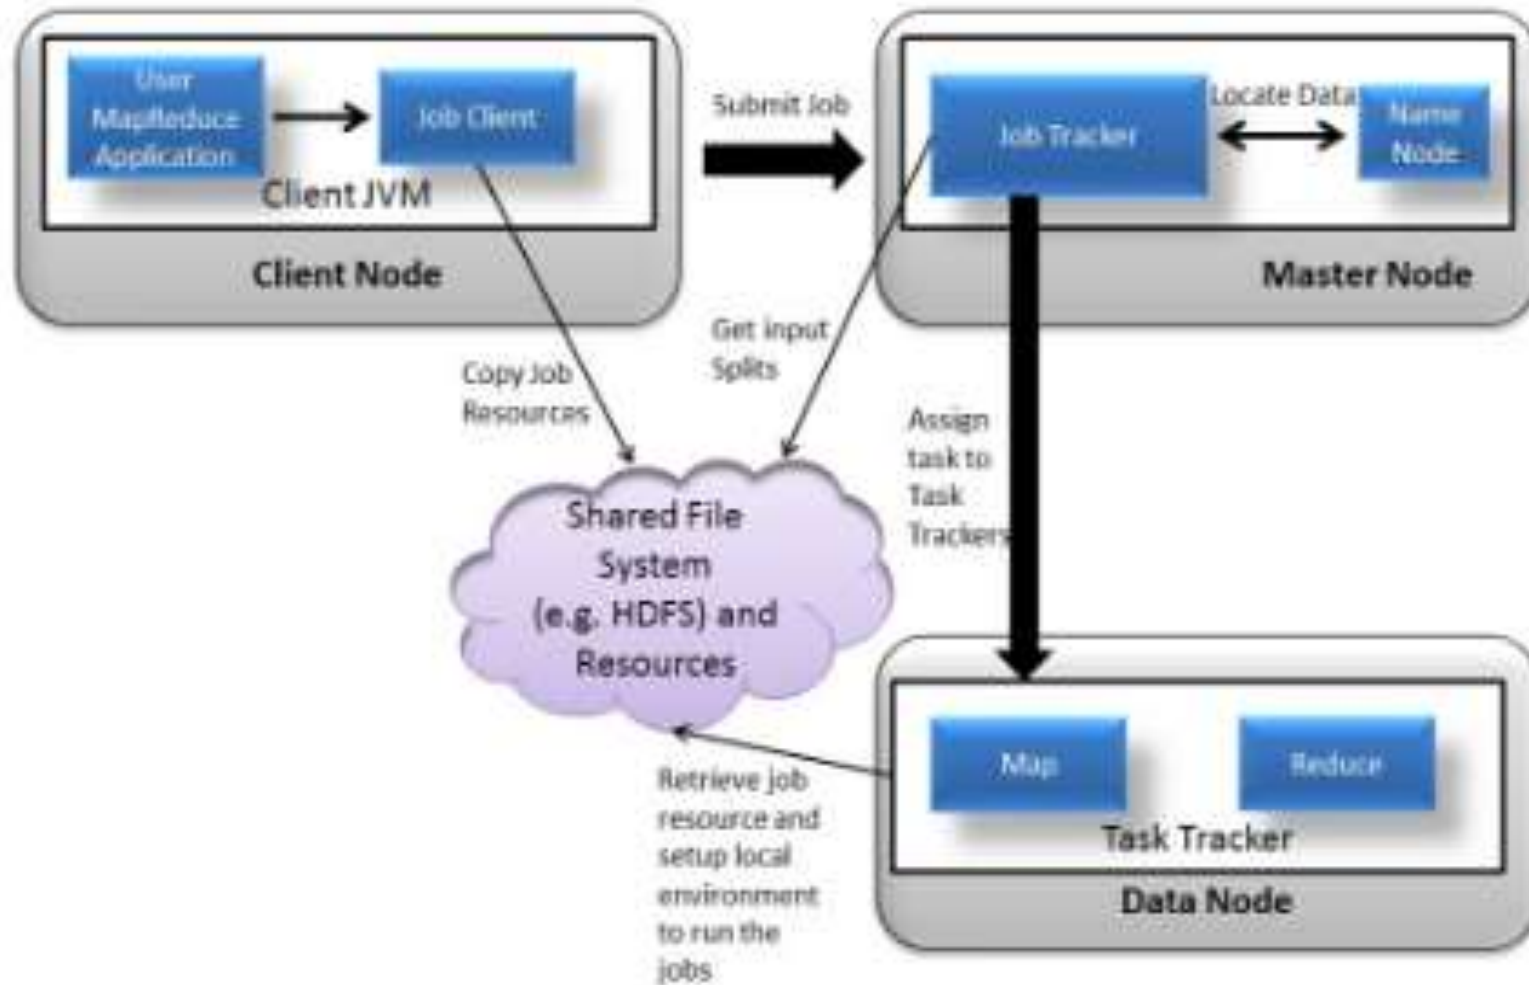 User
MapReduce
Application
Job Client
Client JVM
Client Node
Submit Job
Job Tracker
Locate Data
Name
Node
Master Node
Copy Job
Resources
Get input
Splits
Assign
task to
Task
Trackers
Shared File
System
(e.g. HDFS) and
Resources
Map
Reduce
Task Tracker
Data Node
Retrieve job
resource and
setup local
environment
to run the
jobs